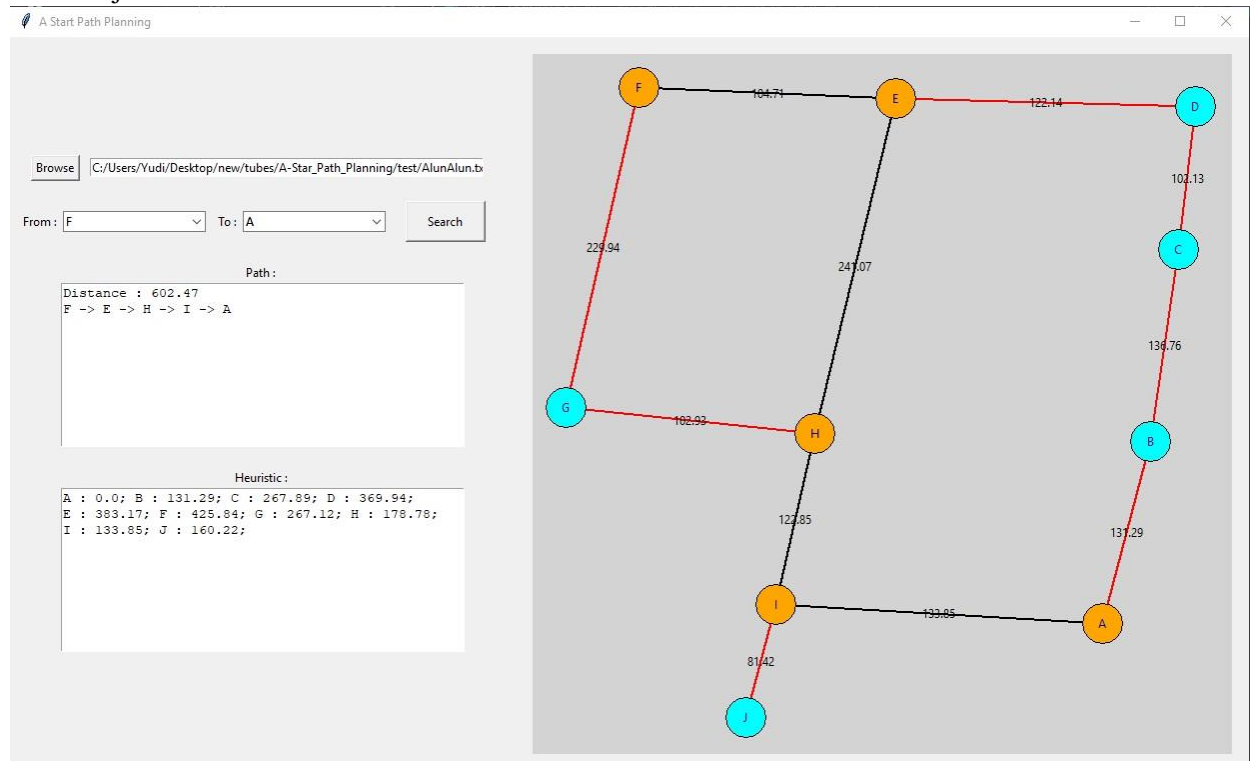 A Start Path Planning
Browse C:/Users/Yudi/Desktop/new/tubes/A-Star_Path_Planning/test/AlunAlun.tx
From : F To : A Search
Path :
Distance : 602.47
F -> E -> H -> I -> A
Heuristic :
A : 0.0; B : 131.29; C : 267.89; D : 369.94;
E : 383.17; F : 425.84; G : 267.12; H : 178.78;
I : 133.85; J : 160.22;
F
104.71
E
122.14
D
102.13
229.94
C
241.07
136.76
G
102.93
H
B
122.85
131.29
I
133.85
A
81.42
J